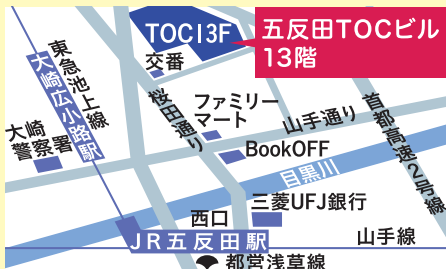 TOC13F
五反田TOCビル
13階
交番
東急池上線
大崎広小路駅
桜田通り
ファミリー
マート
山手通り
首都高速2号線
大崎
警察署
BookOFF
目黒川
三菱UFJ銀行
西口
JR五反田駅
山手線
都営浅草線